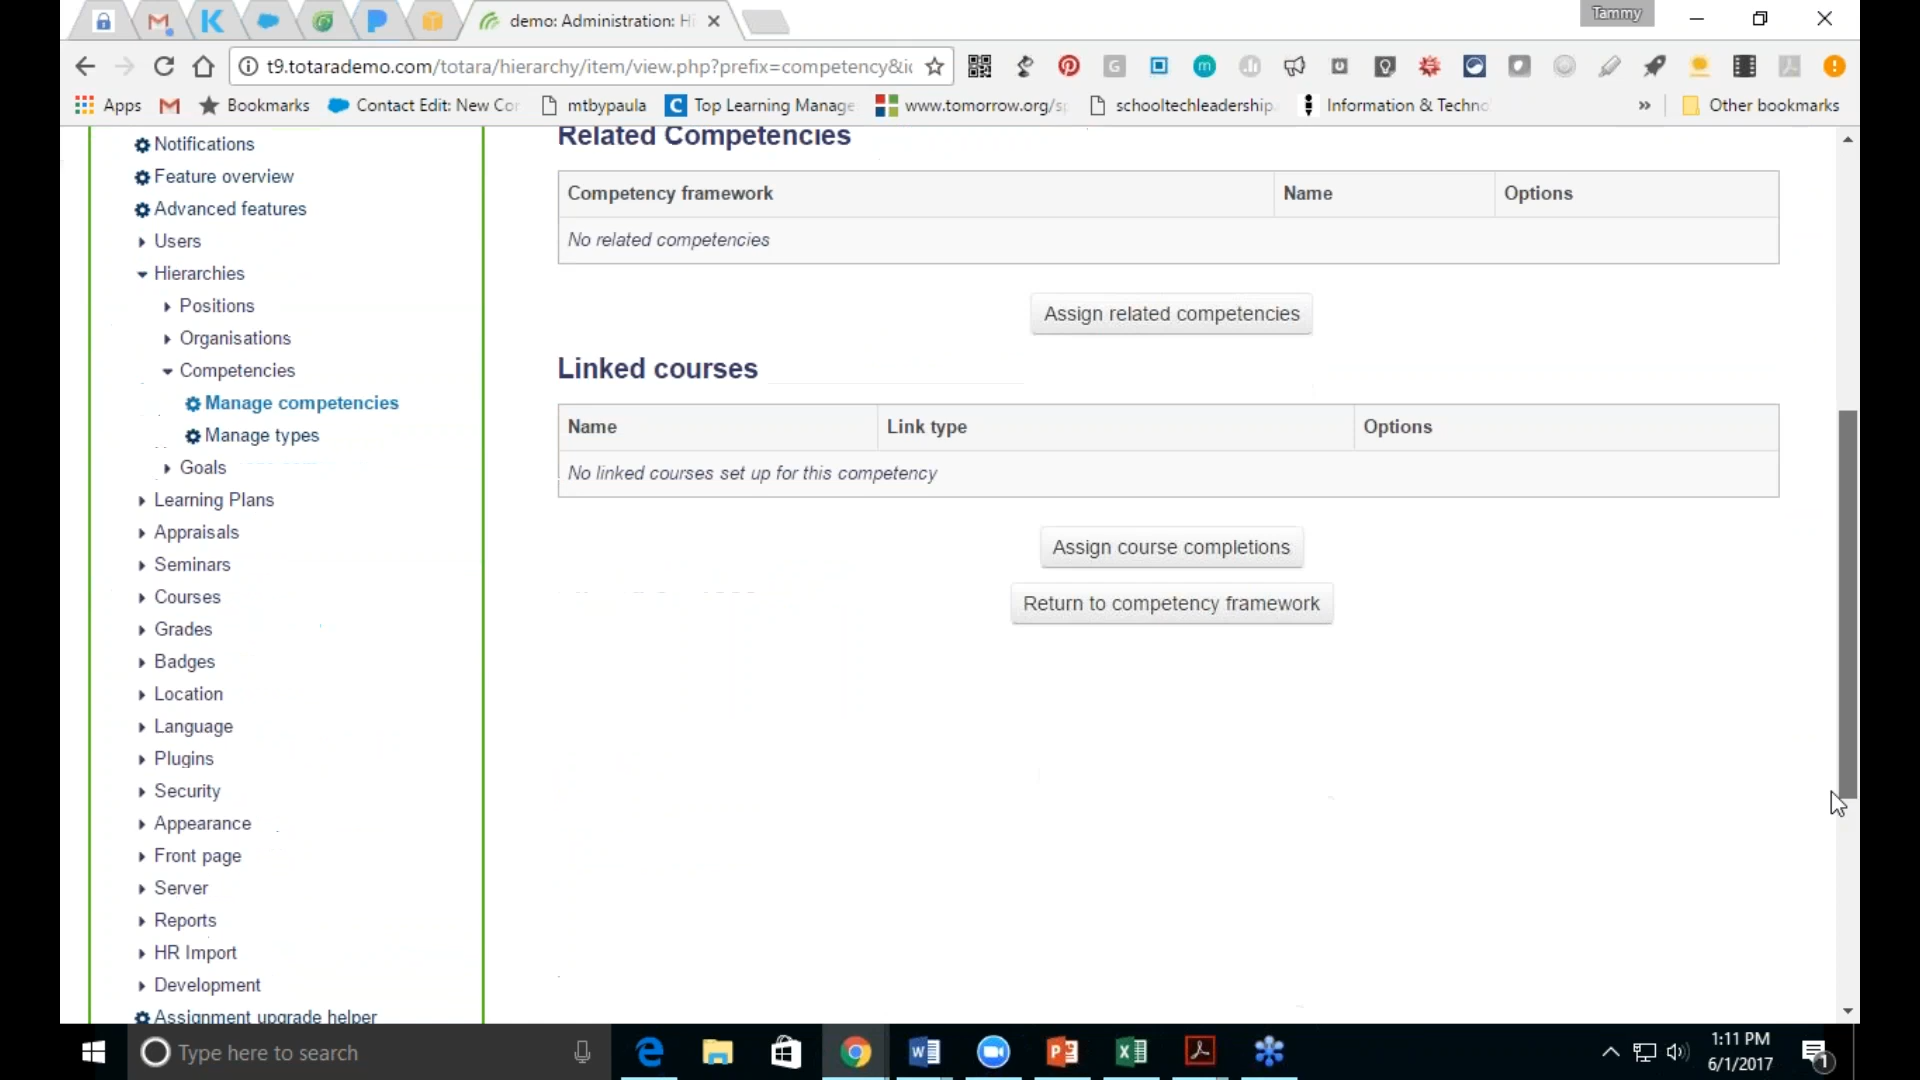 demo: Administration: Hi
Tammy
t9.totarademo.com/totara/hierarchy/item/view.php?prefix=competency&ic
Apps
Bookmarks
Contact Edit: New Cor
mtbypaula
Top Learning Manage
www.tomorrow.org/sp
schooltechleadership.
Information & Techno
»
Other bookmarks
Notifications
Feature overview
Advanced features
Users
Hierarchies
Positions
Organisations
Competencies
Manage competencies
Manage types
Goals
Learning Plans
Appraisals
Seminars
Courses
Grades
Badges
Location
Language
Plugins
Security
Appearance
Front page
Server
Reports
HR Import
Development
Assignment upgrade helper
Related Competencies
Competency framework Name Options
No related competencies
Assign related competencies
Linked courses
Name Link type Options
No linked courses set up for this competency
Assign course completions
Return to competency framework
Type here to search
1:11 PM
6/1/2017
1